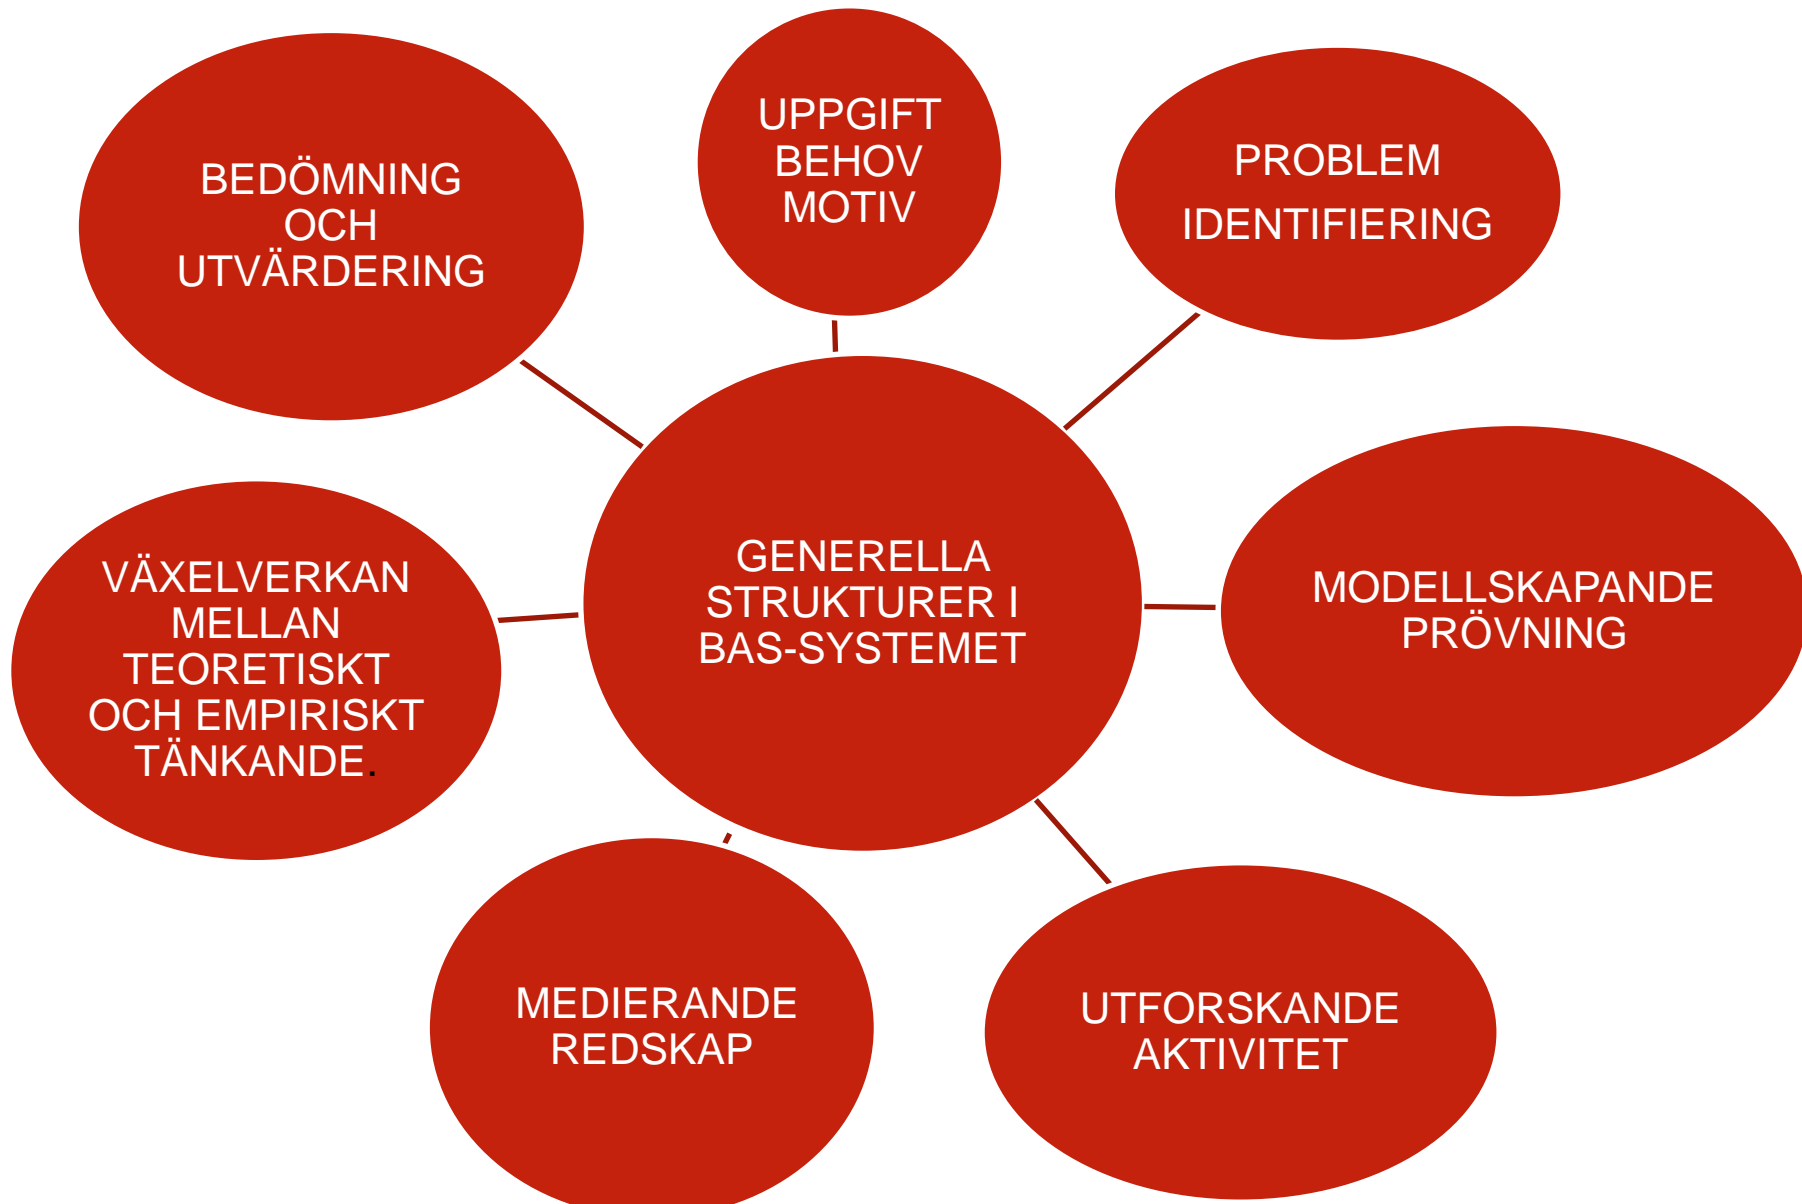 UPPGIFT
BEHOV
MOTIV
PROBLEM
IDENTIFIERING
MODELLSKAPANDE
PRÖVNING
UTFORSKANDE
AKTIVITET
MEDIERANDE
REDSKAP
VÄXELVERKAN
MELLAN
TEORETISKT
OCH EMPIRISKT
TÄNKANDE.
BEDÖMNING
OCH
UTVÄRDERING
GENERELLA
STRUKTURER I
BAS-SYSTEMET